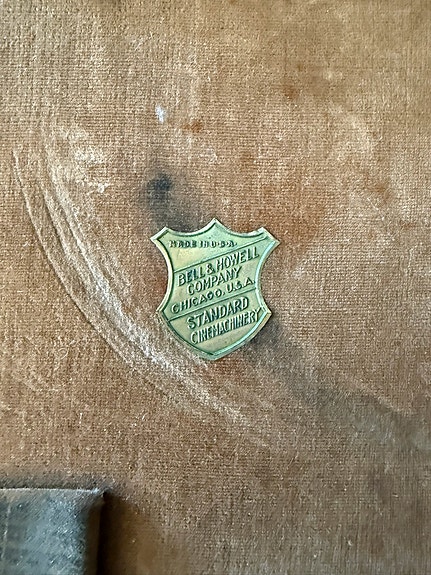 MADE IN U.S.A.
BELL & HOWELL
COMPANY
CHICAGO, U.S.A.
STANDARD
CINEMACHINERY